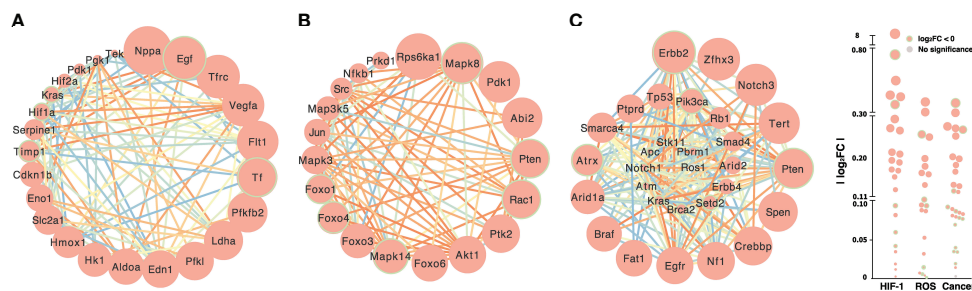 A
Nppa
Egf
Tfrc
Vegfa
Flt1
Tf
Pfkfb2
Ldha
Pfkl
Edn1
Aldoa
Hk1
Hmox1
Slc2a1
Eno1
Cdkn1b
Timp1
Serpine1
Hif1a
Kras
Hif2a
Pdk1
Pgk1
Tek
B
Rps6ka1
Mapk8
Pdk1
Abi2
Pten
Rac1
Ptk2
Akt1
Foxo6
Mapk14
Foxo3
Foxo4
Foxo1
Mapk3
Jun
Map3k5
Src
Nfkb1
Prkd1
C
Erbb2
Zfhx3
Notch3
Tert
Pten
Spen
Crebbp
Nf1
Egfr
Fat1
Braf
Arid1a
Atrx
Smarca4
Ptprd
Tp53
Pik3ca
Rb1
Smad4
Arid2
Erbb4
Setd2
Brca2
Kras
Atm
Notch1
Apc
Stk11
Pbrm1
Ros1
| log₂FC |
8
0.80
0.30
0.20
0.11
0.10
0.05
0
log₂FC < 0
No significance
HIF-1 ROS Cancer